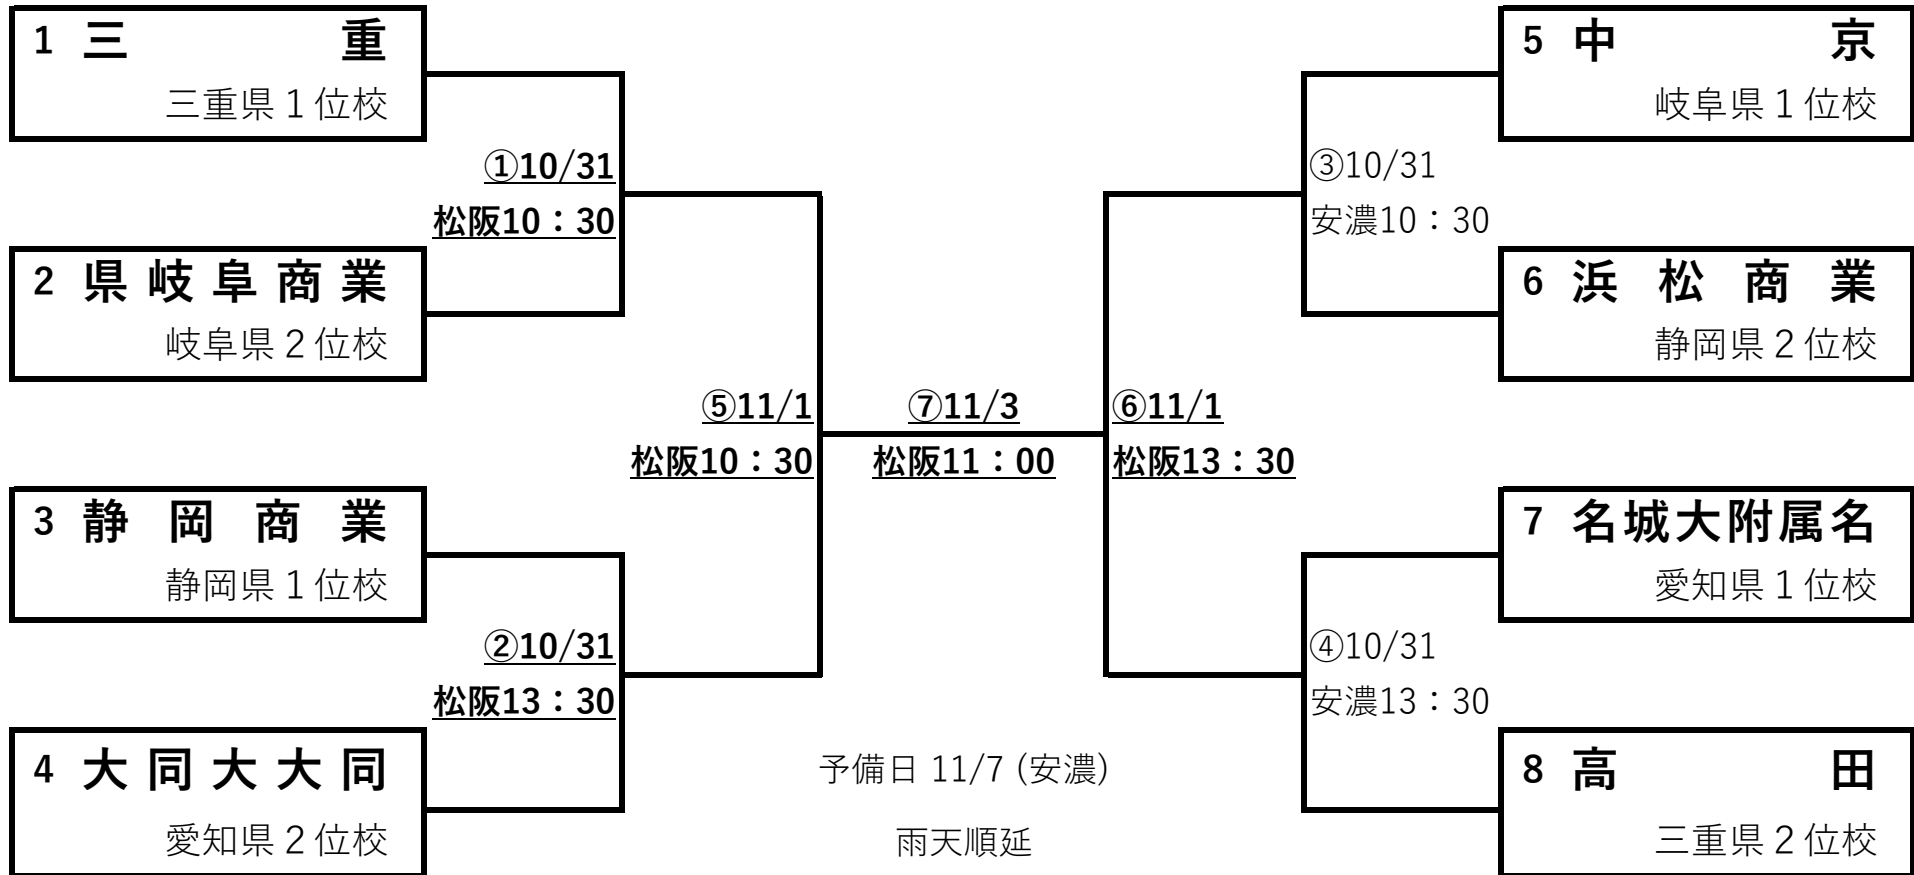 1 三重
三重県１位校
①10/31
松阪10：30
2 県岐阜商業
岐阜県２位校
⑤11/1
松阪10：30
3 静岡商業
静岡県１位校
②10/31
松阪13：30
4 大同大大同
愛知県２位校
⑦11/3
松阪11：00
予備日 11/7 (安濃)
雨天順延
5 中京
岐阜県１位校
③10/31
安濃10：30
6 浜松商業
静岡県２位校
⑥11/1
松阪13：30
7 名城大附属名
愛知県１位校
④10/31
安濃13：30
8 高田
三重県２位校